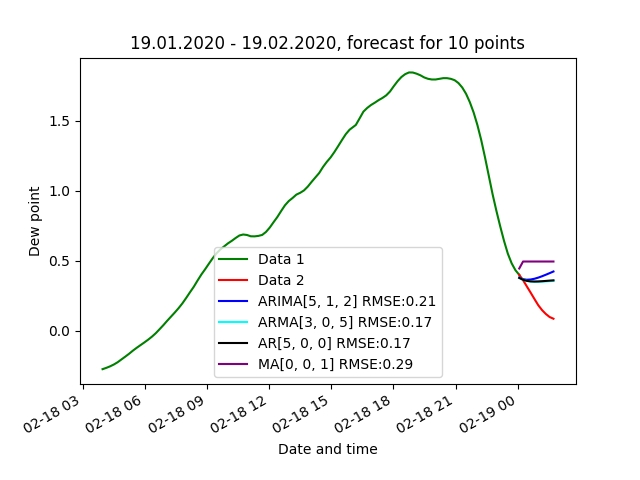 19.01.2020 - 19.02.2020, forecast for 10 points
Dew point
1.5
1.0
0.5
0.0
Data 1
Data 2
ARIMA[5, 1, 2] RMSE:0.21
ARMA[3, 0, 5] RMSE:0.17
AR[5, 0, 0] RMSE:0.17
MA[0, 0, 1] RMSE:0.29
02-18 03
02-18 06
02-18 09
02-18 12
02-18 15
02-18 18
02-18 21
02-19 00
Date and time